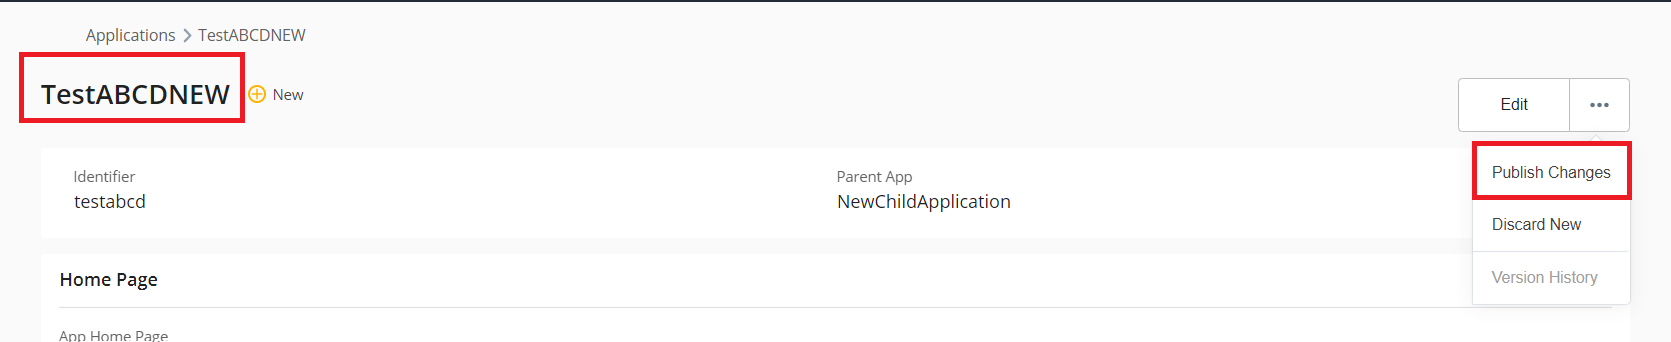 Applications > TestABCDNEW
TestABCDNEW New
Edit
Publish Changes
Discard New
Version History
Identifier
testabcd
Parent App
NewChildApplication
Home Page
App Home Page